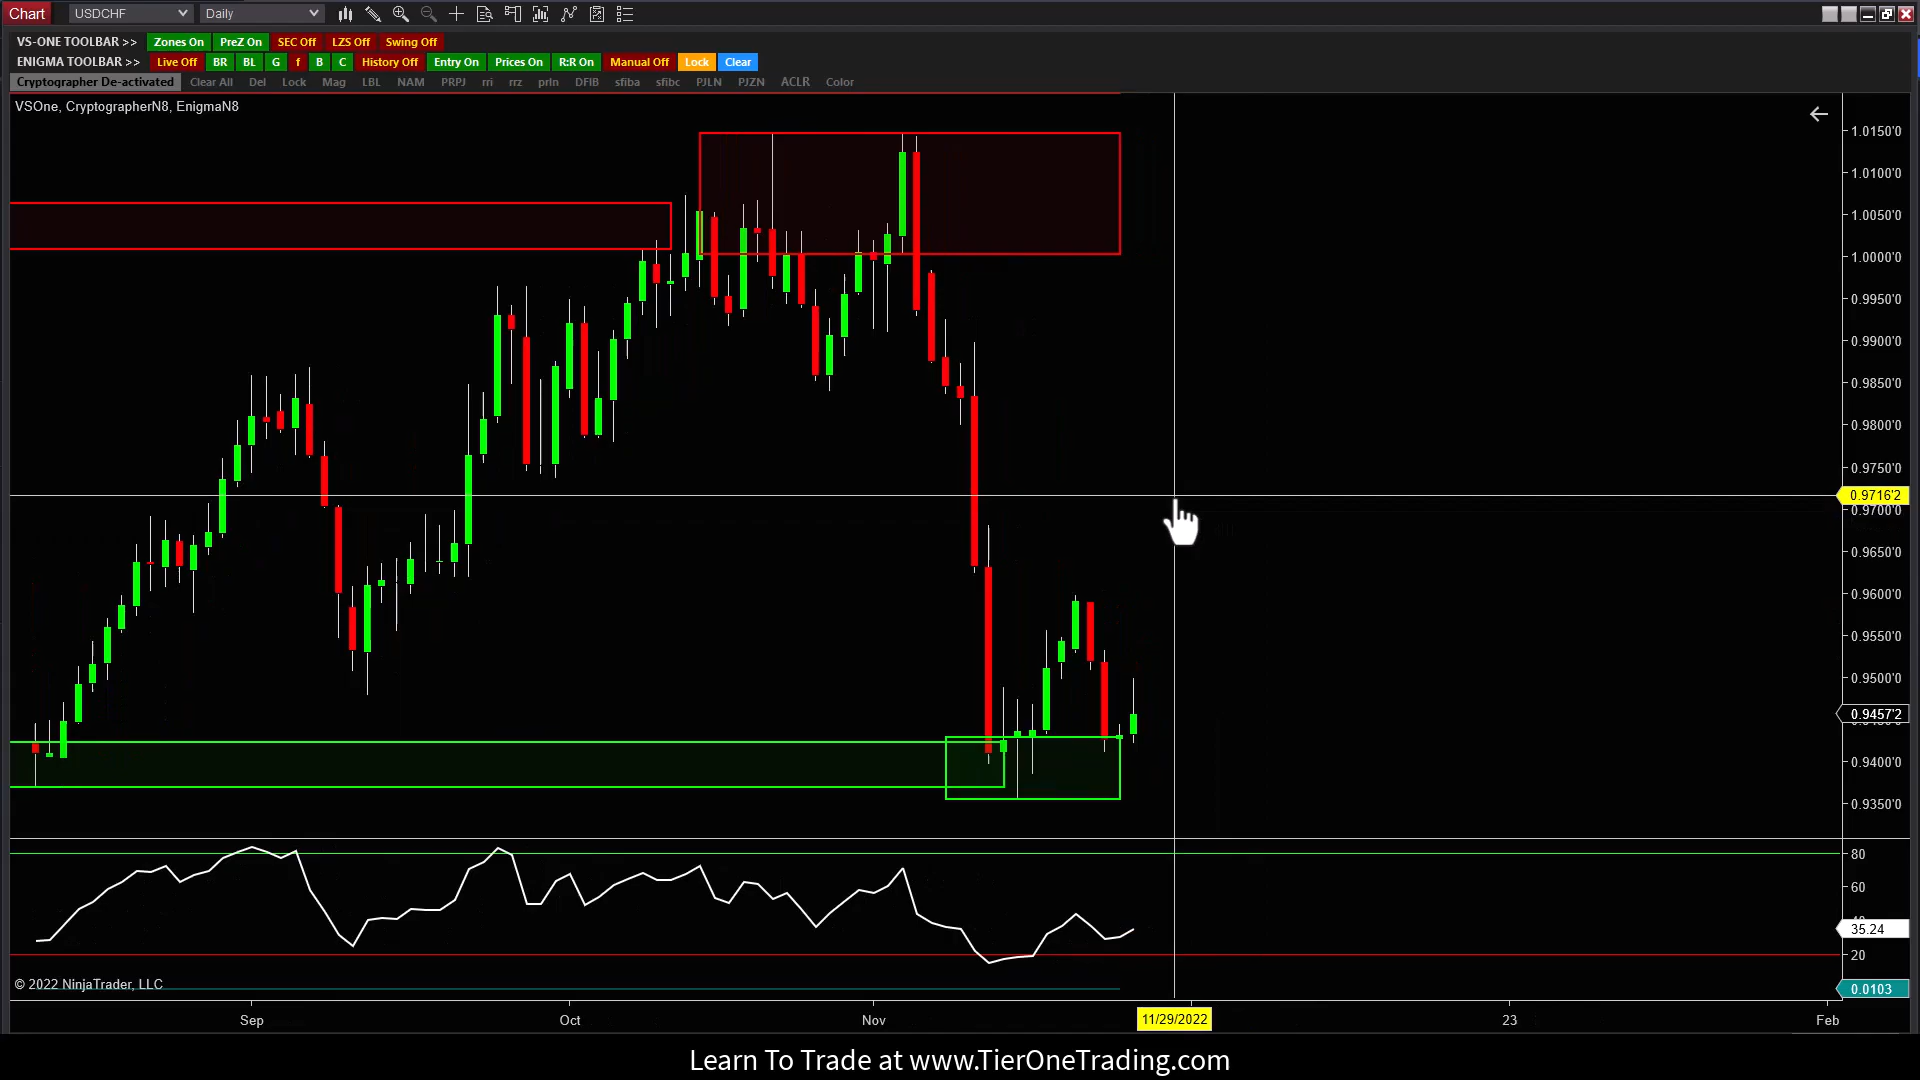 Chart USDCHF Daily
VS-ONE TOOLBAR >> Zones On PreZ On SEC Off LZS Off Swing Off
ENIGMA TOOLBAR >> Live Off BR BL G f B C History Off Entry On Prices On R:R On Manual Off Lock Clear
Cryptographer De-activated Clear All Del Lock Mag LBL NAM PRPJ rri rrz prln DFIB sfiba sfibc PJLN PJZN ACLR Color
VSOne, CryptographerN8, EnigmaN8
1.0150'0
1.0100'0
1.0050'0
1.0000'0
0.9950'0
0.9900'0
0.9850'0
0.9800'0
0.9750'0
0.9716'2
0.9700'0
0.9650'0
0.9600'0
0.9550'0
0.9500'0
0.9457'2
0.9400'0
0.9350'0
80
60
35.24
20
© 2022 NinjaTrader, LLC
0.0103
Sep Oct Nov 11/29/2022 23 Feb
Learn To Trade at www.TierOneTrading.com